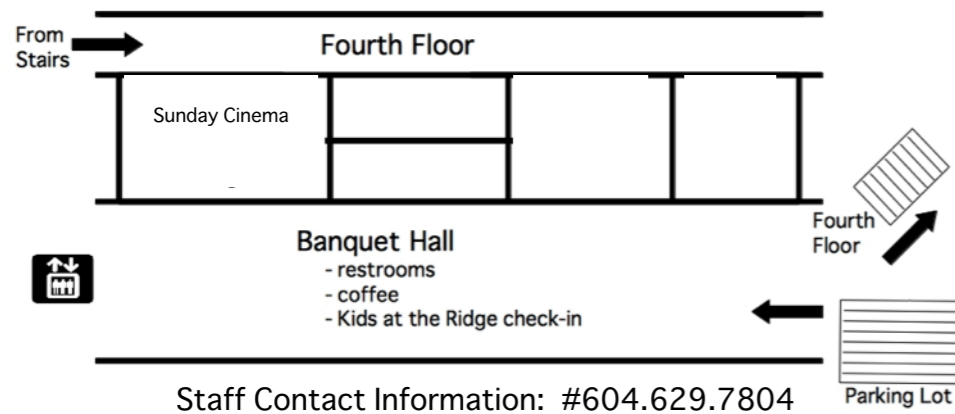 From
Stairs
Fourth Floor
Sunday Cinema
Fourth
Floor
Banquet Hall
- restrooms
- coffee
- Kids at the Ridge check-in
Parking Lot
Staff Contact Information: #604.629.7804